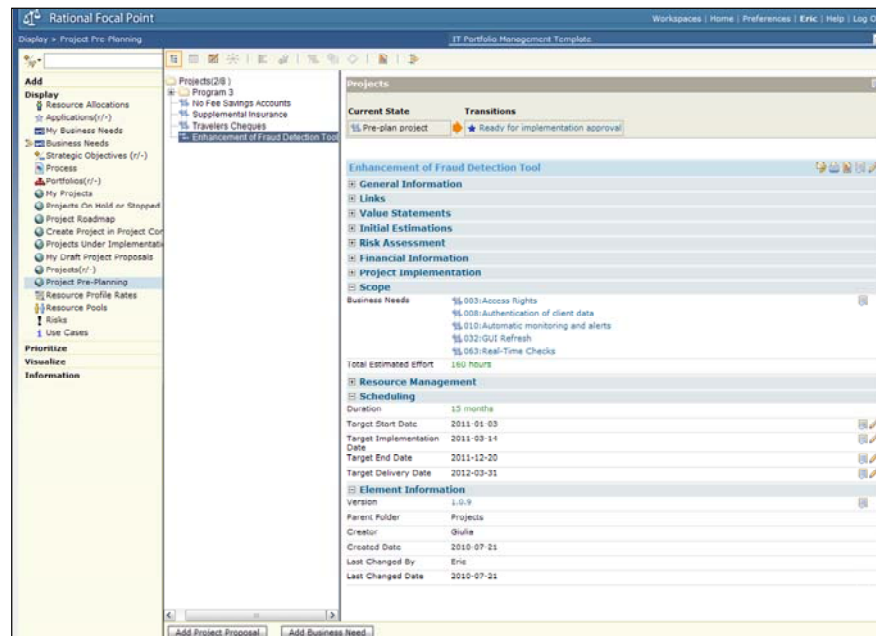 Rational Focal Point
Workspaces | Home | Preferences | Eric | Help | Log O
Display > Project Pre-Planning
IT Portfolio Management Template
Add
Display
Resource Allocations
Applications(r/-)
My Business Needs
Business Needs
Strategic Objectives (r/-)
Process
Portfolios(r/-)
My Projects
Projects On Hold or Stopped
Project Roadmap
Create Project in Project Con
Projects Under Implementati
My Draft Project Proposals
Projects(r/-)
Project Pre-Planning
Resource Profile Rates
Resource Pools
Risks
Use Cases
Prioritize
Visualize
Information
Projects(2/8 )
Program 3
No Fee Savings Accounts
Supplemental Insurance
Travelers Cheques
Enhancement of Fraud Detection Tool
Projects
Current State
Transitions
Pre-plan project
Ready for implementation approval
Enhancement of Fraud Detection Tool
General Information
Links
Value Statements
Initial Estimations
Risk Assessment
Financial Information
Project Implementation
Scope
Business Needs
003:Access Rights
008:Authentication of client data
010:Automatic monitoring and alerts
032:GUI Refresh
063:Real-Time Checks
Total Estimated Effort
160 hours
Resource Management
Scheduling
Duration
15 months
Target Start Date
2011-01-03
Target Implementation Date
2011-03-14
Target End Date
2011-12-20
Target Delivery Date
2012-03-31
Element Information
Version
1.0.9
Parent Folder
Projects
Creator
Giulie
Created Date
2010-07-21
Last Changed By
Eric
Last Changed Date
2010-07-21
Add Project Proposal
Add Business Need